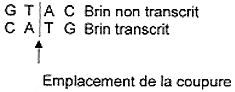 G T A C Brin non transcrit
C A T G Brin transcrit
Emplacement de la coupure